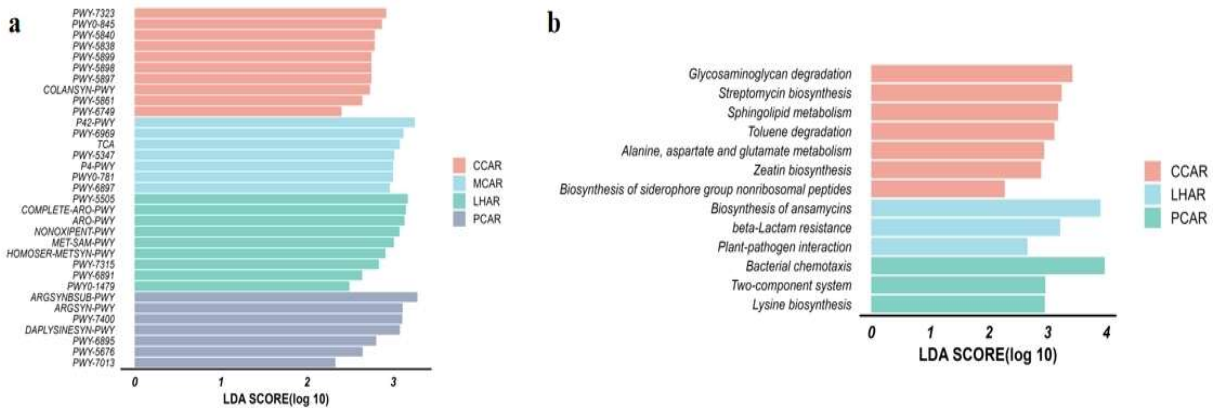 a
PWY-7323
PWY0-845
PWY-5840
PWY-5838
PWY-5899
PWY-5898
PWY-5897
COLANSYN-PWY
PWY-5861
PWY-6749
P42-PWY
PWY-6969
TCA
PWY-5347
P4-PWY
PWY0-781
PWY-6897
PWY-5505
COMPLETE-ARO-PWY
ARO-PWY
NONOXIPENT-PWY
MET-SAM-PWY
HOMOSER-METSYN-PWY
PWY-7315
PWY-6891
PWY0-1479
ARGSYNBSUB-PWY
ARGSYN-PWY
PWY-7400
DAPLYSINESYN-PWY
PWY-6895
PWY-5676
PWY-7013
0 1 2 3
LDA SCORE(log 10)
CCAR
MCAR
LHAR
PCAR
b
Glycosaminoglycan degradation
Streptomycin biosynthesis
Sphingolipid metabolism
Toluene degradation
Alanine, aspartate and glutamate metabolism
Zeatin biosynthesis
Biosynthesis of siderophore group nonribosomal peptides
Biosynthesis of ansamycins
beta-Lactam resistance
Plant-pathogen interaction
Bacterial chemotaxis
Two-component system
Lysine biosynthesis
0 1 2 3 4
LDA SCORE(log 10)
CCAR
LHAR
PCAR